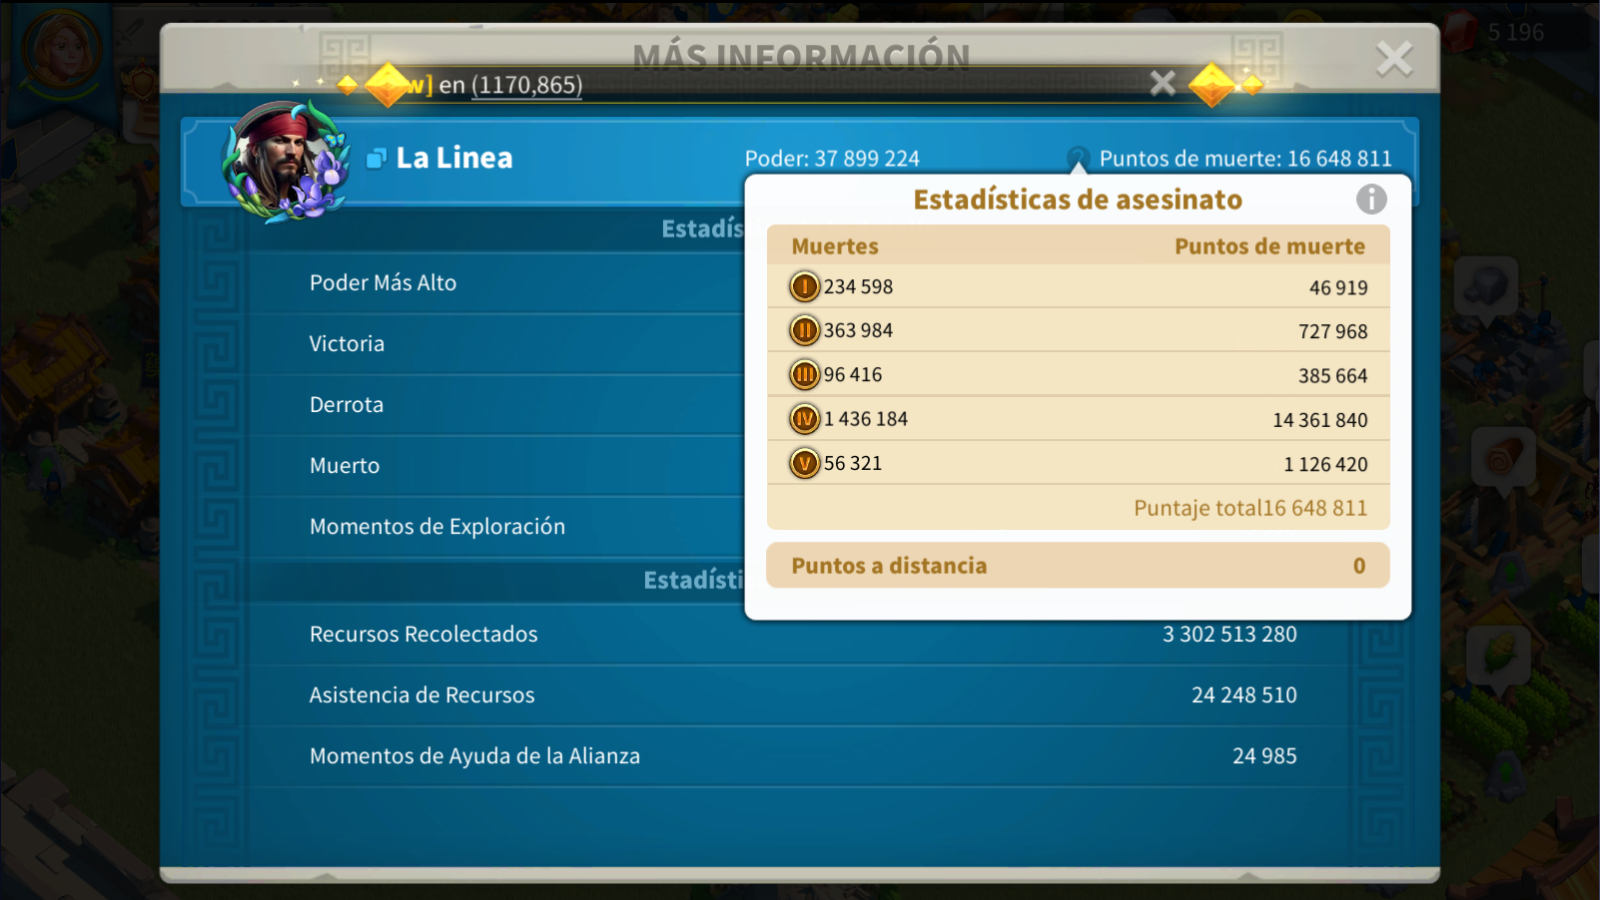 5 196
MÁS INFORMACIÓN
w] en (1170,865)
La Linea
Poder: 37 899 224
? Puntos de muerte: 16 648 811
Estadís
Estadísticas de asesinato
i
Muertes Puntos de muerte
I 234 598 46 919
II 363 984 727 968
III 96 416 385 664
IV 1 436 184 14 361 840
V 56 321 1 126 420
Puntaje total16 648 811
Puntos a distancia 0
Poder Más Alto
Victoria
Derrota
Muerto
Momentos de Exploración
Estadísti
Recursos Recolectados 3 302 513 280
Asistencia de Recursos 24 248 510
Momentos de Ayuda de la Alianza 24 985